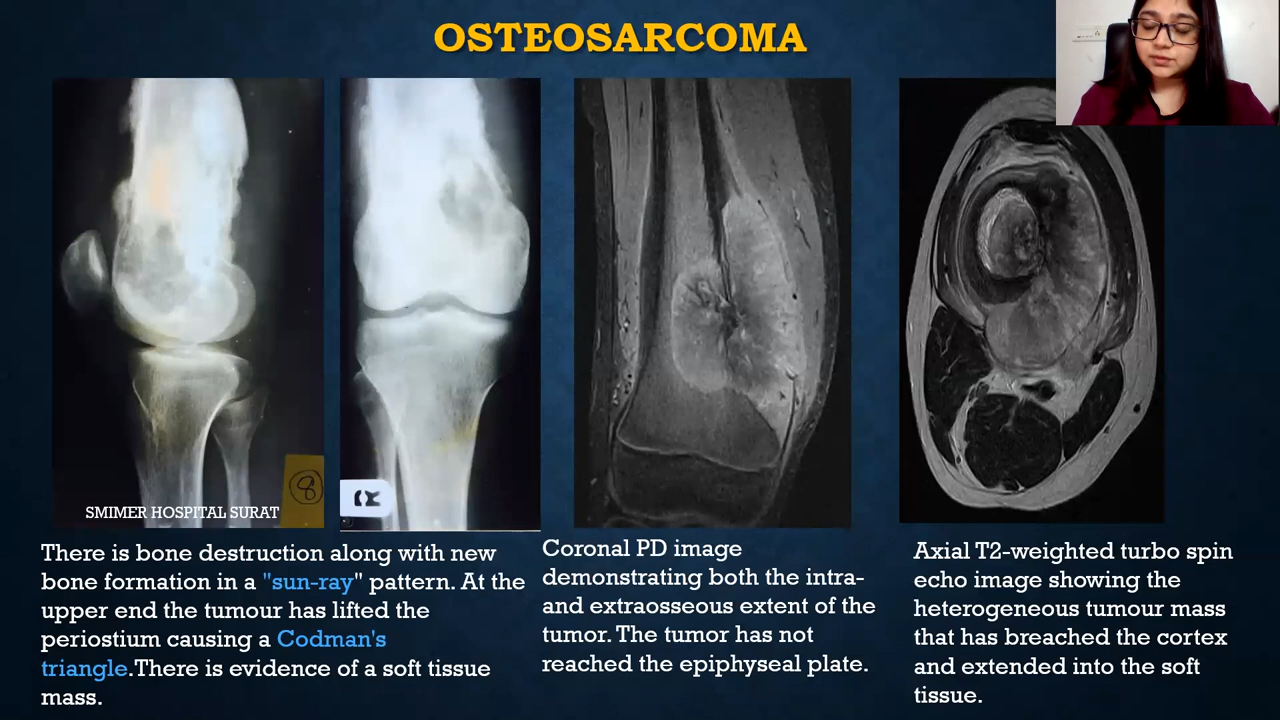 OSTEOSARCOMA
8
SMIMER HOSPITAL SURAT
There is bone destruction along with new
bone formation in a "sun-ray" pattern. At the
upper end the tumour has lifted the
periostium causing a Codman's
triangle.There is evidence of a soft tissue
mass.
Coronal PD image
demonstrating both the intra-
and extraosseous extent of the
tumor. The tumor has not
reached the epiphyseal plate.
Axial T2-weighted turbo spin
echo image showing the
heterogeneous tumour mass
that has breached the cortex
and extended into the soft
tissue.